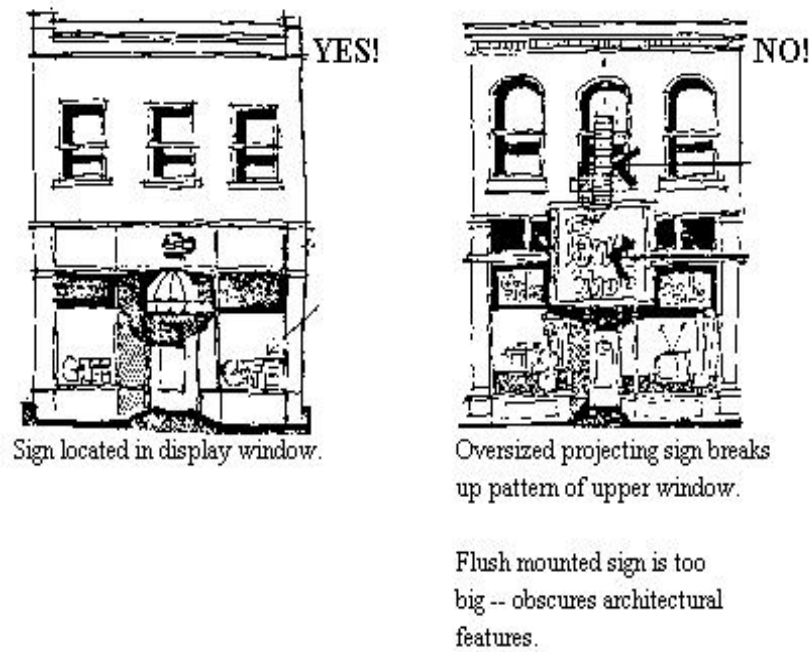 YES!
NO!
Sign located in display window.
Oversized projecting sign breaks
up pattern of upper window.
Flush mounted sign is too
big -- obscures architectural
features.